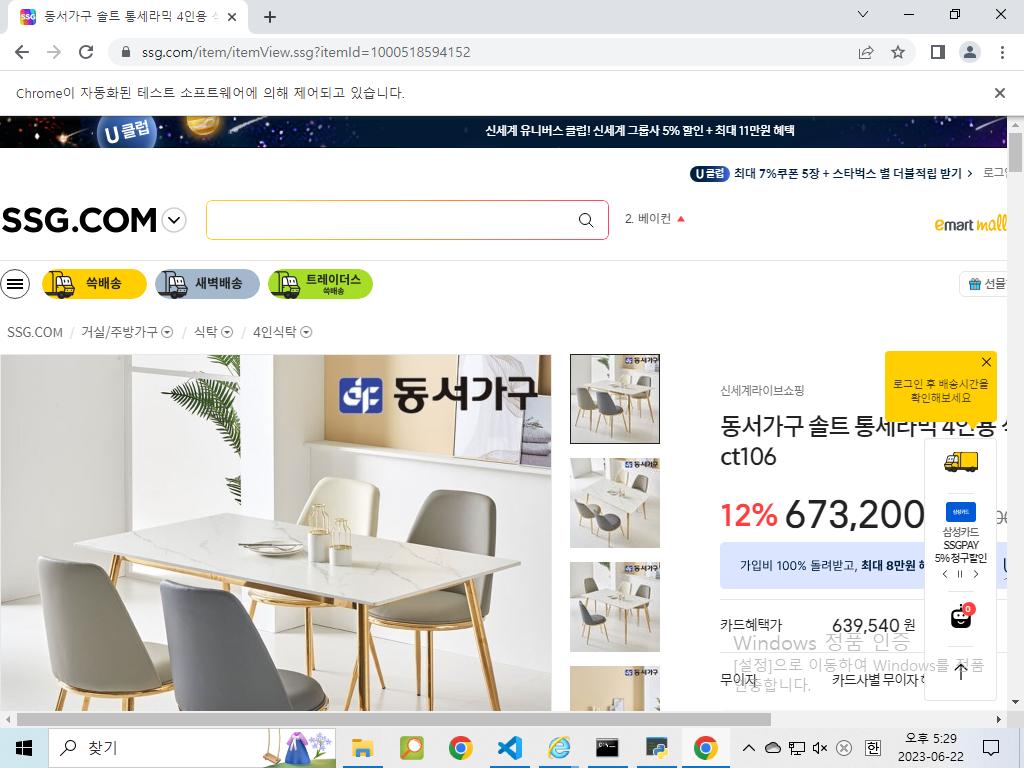 동서가구 솔트 통세라믹 4인용 식
ssg.com/item/itemView.ssg?itemId=1000518594152
Chrome이 자동화된 테스트 소프트웨어에 의해 제어되고 있습니다.
U클럽
신세계 유니버스 클럽! 신세계 그룹사 5% 할인 + 최대 11만원 혜택
U클럽 최대 7%쿠폰 5장 + 스타벅스 별 더블적립 받기 >
로그인
SSG.COM
2. 베이컨
emart mall
쓱배송
새벽배송
트레이더스
쓱배송
선물
SSG.COM / 거실/주방가구 / 식탁 / 4인식탁
동서가구
로그인 후 배송시간을
확인해보세요
신세계라이브쇼핑
동서가구 솔트 통세라믹 4인용 식
ct106
12% 673,200
삼성카드
삼성카드
SSGPAY
5% 청구할인
가입비 100% 돌려받고, 최대 8만원 혜
0
카드혜택가 639,540 원
Windows 정품 인증
[설정]으로 이동하여 Windows를 정품
인증합니다.
무이자 카드사별 무이자
찾기
한
오후 5:29
2023-06-22